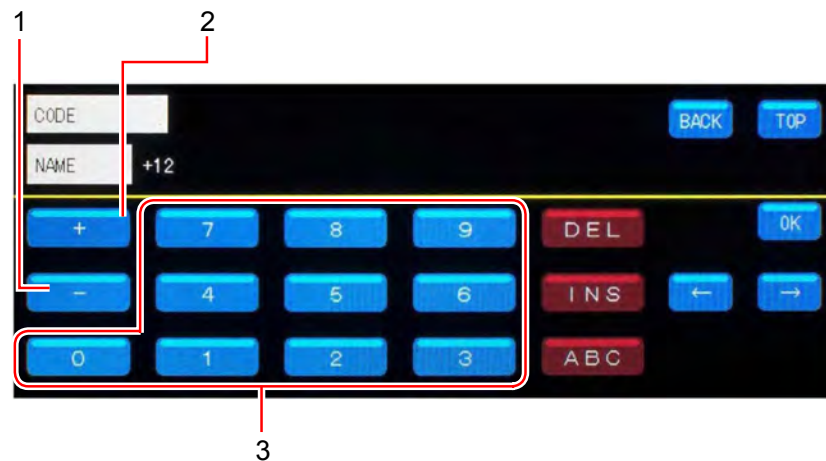 1 2
CODE BACK TOP
NAME +12
+ 7 8 9 DEL OK
- 4 5 6 INS ← →
0 1 2 3 ABC
3